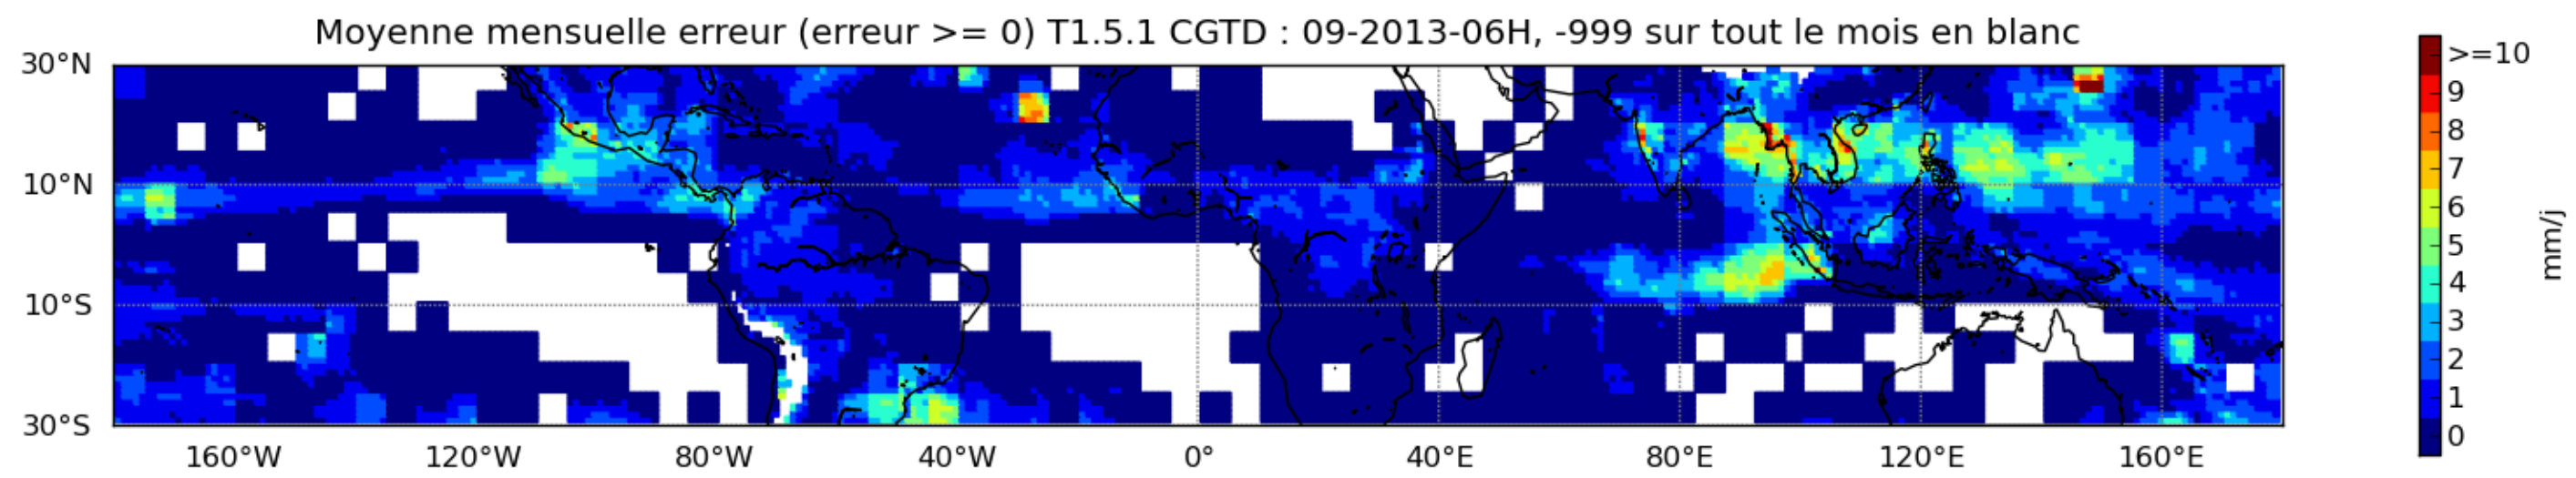 Moyenne mensuelle erreur (erreur >= 0) T1.5.1 CGTD : 09-2013-06H, -999 sur tout le mois en blanc
30°N
10°N
10°S
30°S
160°W 120°W 80°W 40°W 0° 40°E 80°E 120°E 160°E
>=10
9
8
7
6
5
4
3
2
1
0
mm/j